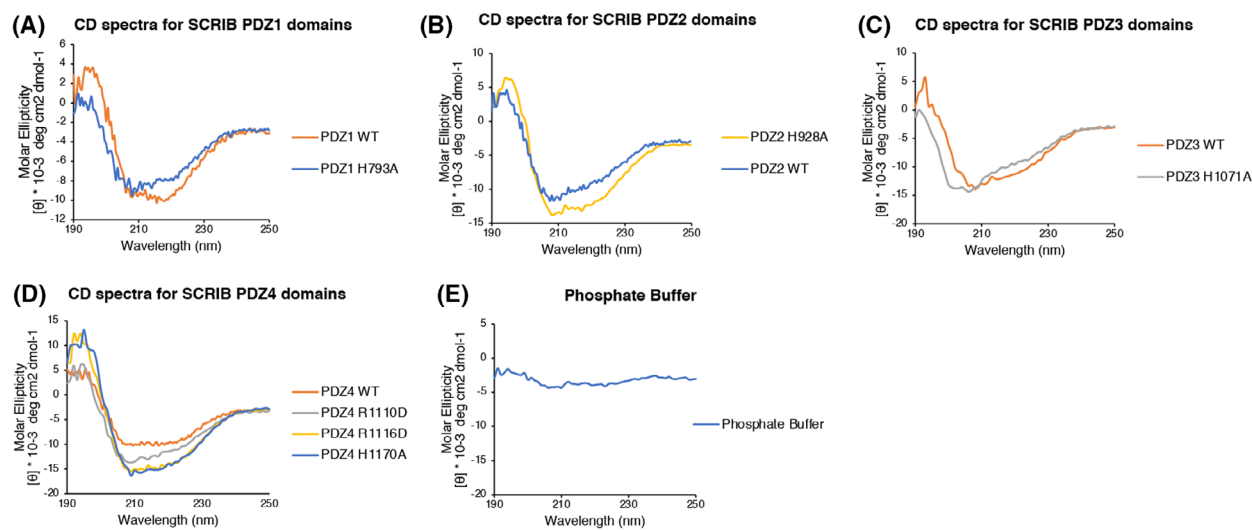 (A) CD spectra for SCRIB PDZ1 domains
Molar Ellipticity
[θ] * 10-3 deg cm2 dmol-1
6
4
2
0
-2
-4
-6
-8
-10
-12
190 210 230 250
Wavelength (nm)
PDZ1 WT
PDZ1 H793A
(B) CD spectra for SCRIB PDZ2 domains
Molar Ellipticity
[θ] * 10-3 deg cm2 dmol-1
10
5
0
-5
-10
-15
190 210 230 250
Wavelength (nm)
PDZ2 H928A
PDZ2 WT
(C) CD spectra for SCRIB PDZ3 domains
Molar Ellipticity
[θ] * 10-3 deg cm2 dmol-1
10
5
0
-5
-10
-15
-20
190 210 230 250
Wavelength (nm)
PDZ3 WT
PDZ3 H1071A
(D) CD spectra for SCRIB PDZ4 domains
Molar Ellipticity
[θ] * 10-3 deg cm2 dmol-1
15
10
5
0
-5
-10
-15
-20
190 210 230 250
Wavelength (nm)
PDZ4 WT
PDZ4 R1110D
PDZ4 R1116D
PDZ4 H1170A
(E) Phosphate Buffer
Molar Ellipticity
[θ] * 10-3 deg cm2 dmol-1
5
0
-5
-10
-15
-20
190 210 230 250
Wavelength (nm)
Phosphate Buffer